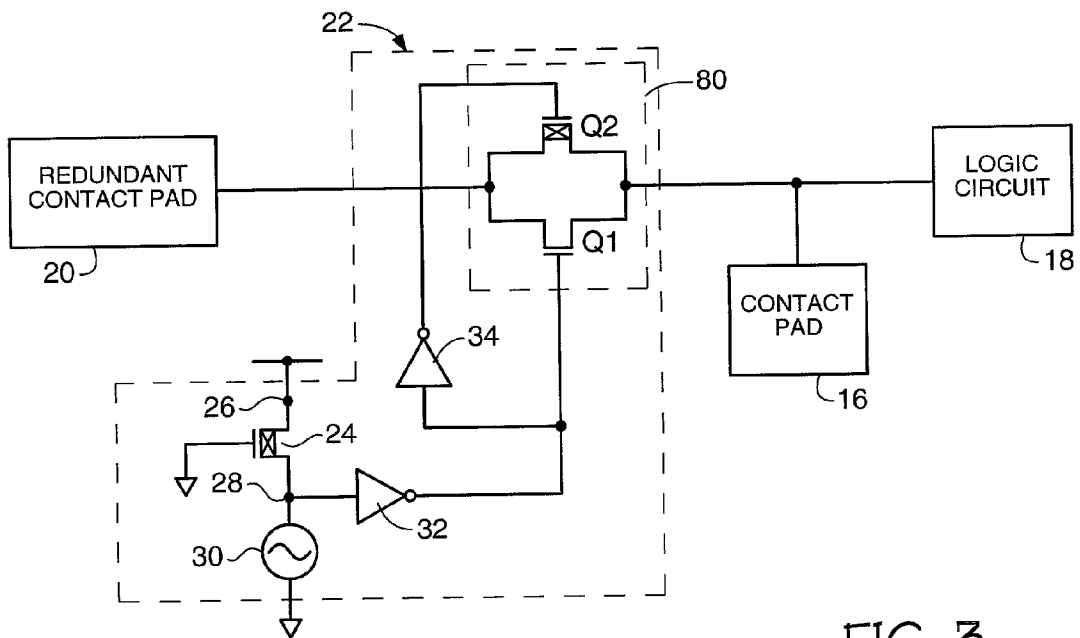 22
80
Q2
REDUNDANT
CONTACT PAD
LOGIC
CIRCUIT
20
Q1
18
CONTACT
PAD
34
26
24
16
28
32
30
FIG. 3